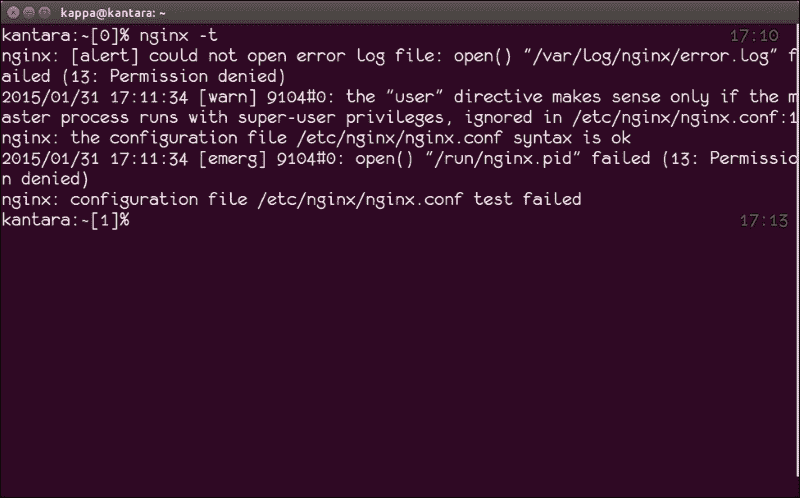 kappa@kantara: ~
kantara:~[0]% nginx -t 17:10
nginx: [alert] could not open error log file: open() "/var/log/nginx/error.log" f
ailed (13: Permission denied)
2015/01/31 17:11:34 [warn] 9104#0: the "user" directive makes sense only if the m
aster process runs with super-user privileges, ignored in /etc/nginx/nginx.conf:1
nginx: the configuration file /etc/nginx/nginx.conf syntax is ok
2015/01/31 17:11:34 [emerg] 9104#0: open() "/run/nginx.pid" failed (13: Permissio
n denied)
nginx: configuration file /etc/nginx/nginx.conf test failed
kantara:~[1]% 17:13